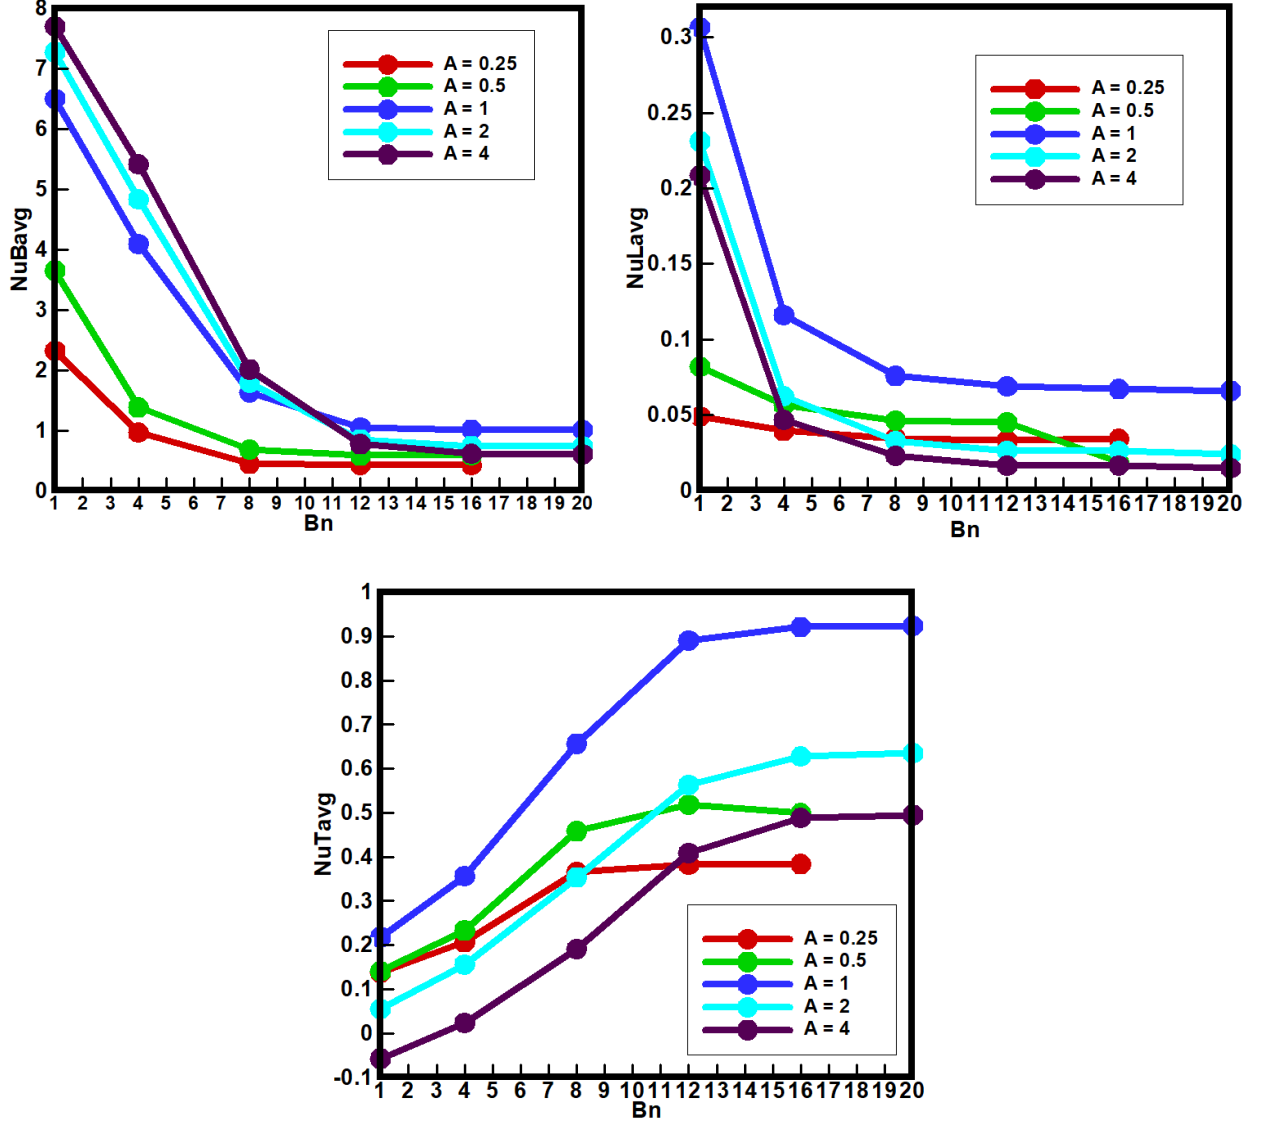 8
7
6
5
4
3
2
1
0
NuBavg
A = 0.25
A = 0.5
A = 1
A = 2
A = 4
1 2 3 4 5 6 7 8 9 10 11 12 13 14 15 16 17 18 19 20
Bn
0.3
0.25
0.2
0.15
0.1
0.05
0
NuLavg
A = 0.25
A = 0.5
A = 1
A = 2
A = 4
1 2 3 4 5 6 7 8 9 10 11 12 13 14 15 16 17 18 19 20
Bn
1
0.9
0.8
0.7
0.6
0.5
0.4
0.3
0.2
0.1
0
-0.1
NuTavg
A = 0.25
A = 0.5
A = 1
A = 2
A = 4
1 2 3 4 5 6 7 8 9 10 11 12 13 14 15 16 17 18 19 20
Bn